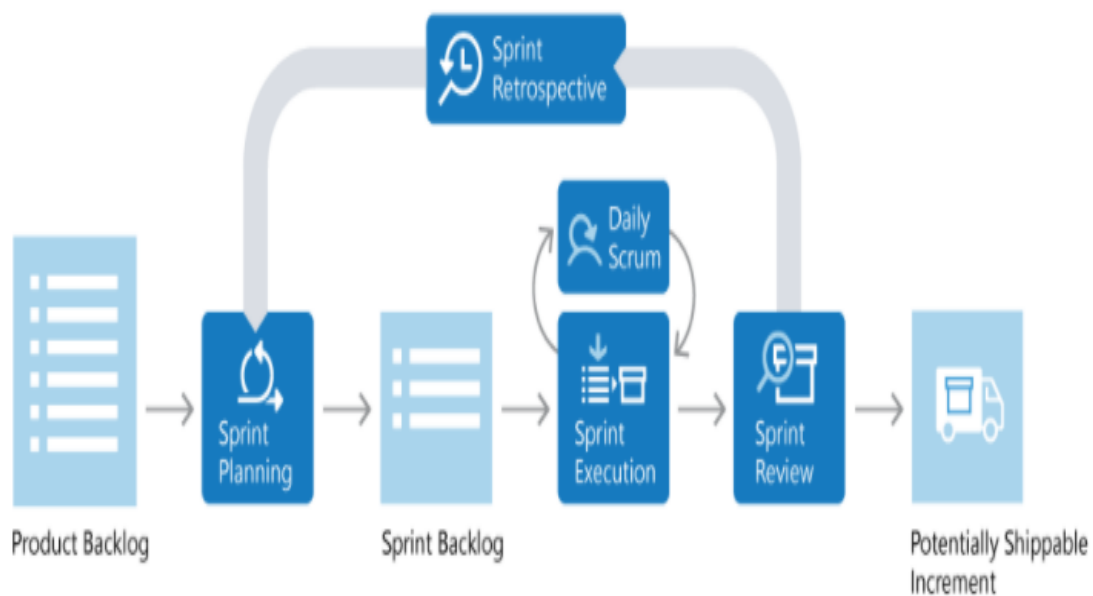 Sprint
Retrospective
Daily
Scrum
Sprint
Planning
Sprint
Execution
Sprint
Review
Product Backlog
Sprint Backlog
Potentially Shippable
Increment